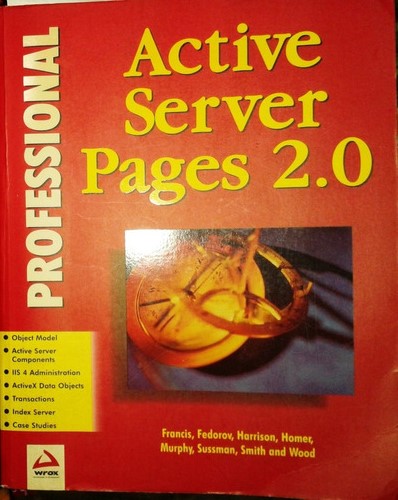 PROFESSIONAL
Active
Server
Pages 2.0
Object Model
Active Server
Components
IIS 4 Administration
ActiveX Data Objects
Transactions
Index Server
Case Studies
Francis, Fedorov, Harrison, Homer,
Murphy, Sussman, Smith and Wood
wrox